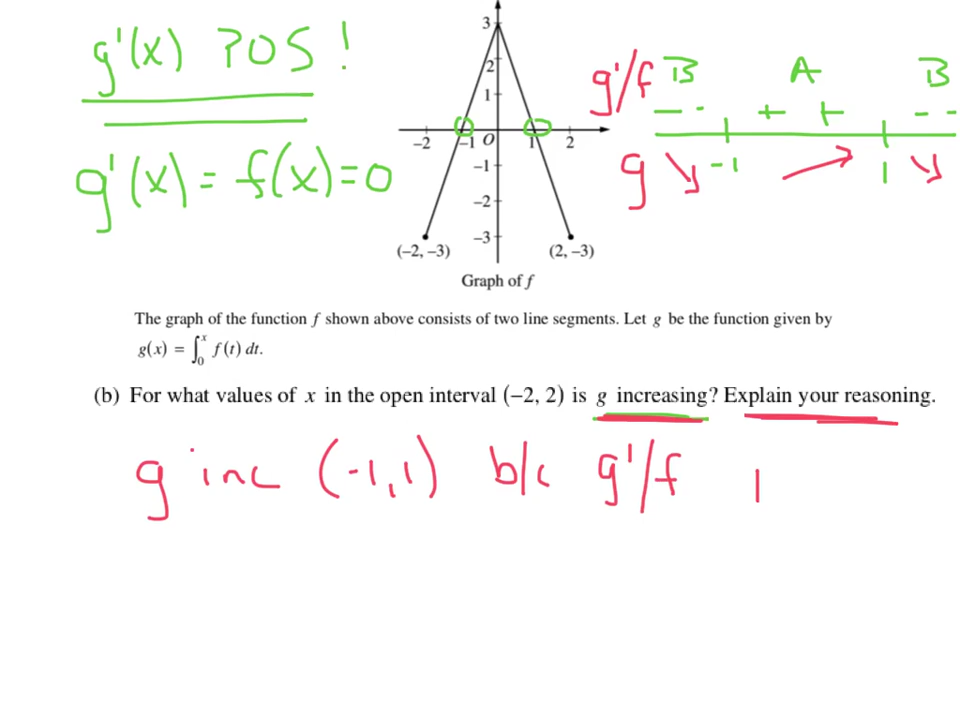 g'(x) POS!
g'(x) = f(x)=0
3
2
1
-2 -1 O 1 2
-1
-2
-3
(-2, -3) (2, -3)
Graph of f
g'/f B A B
-- ++ --
g -1 1
The graph of the function f shown above consists of two line segments. Let g be the function given by
g(x) = ∫₀ˣ f(t) dt.
(b) For what values of x in the open interval (-2, 2) is g increasing? Explain your reasoning.
g inc (-1,1) b/c g'/f